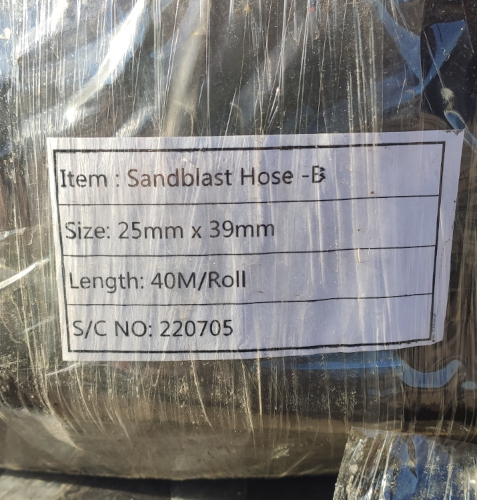 Item : Sandblast Hose -B
Size: 25mm x 39mm
Length: 40M/Roll
S/C NO: 220705